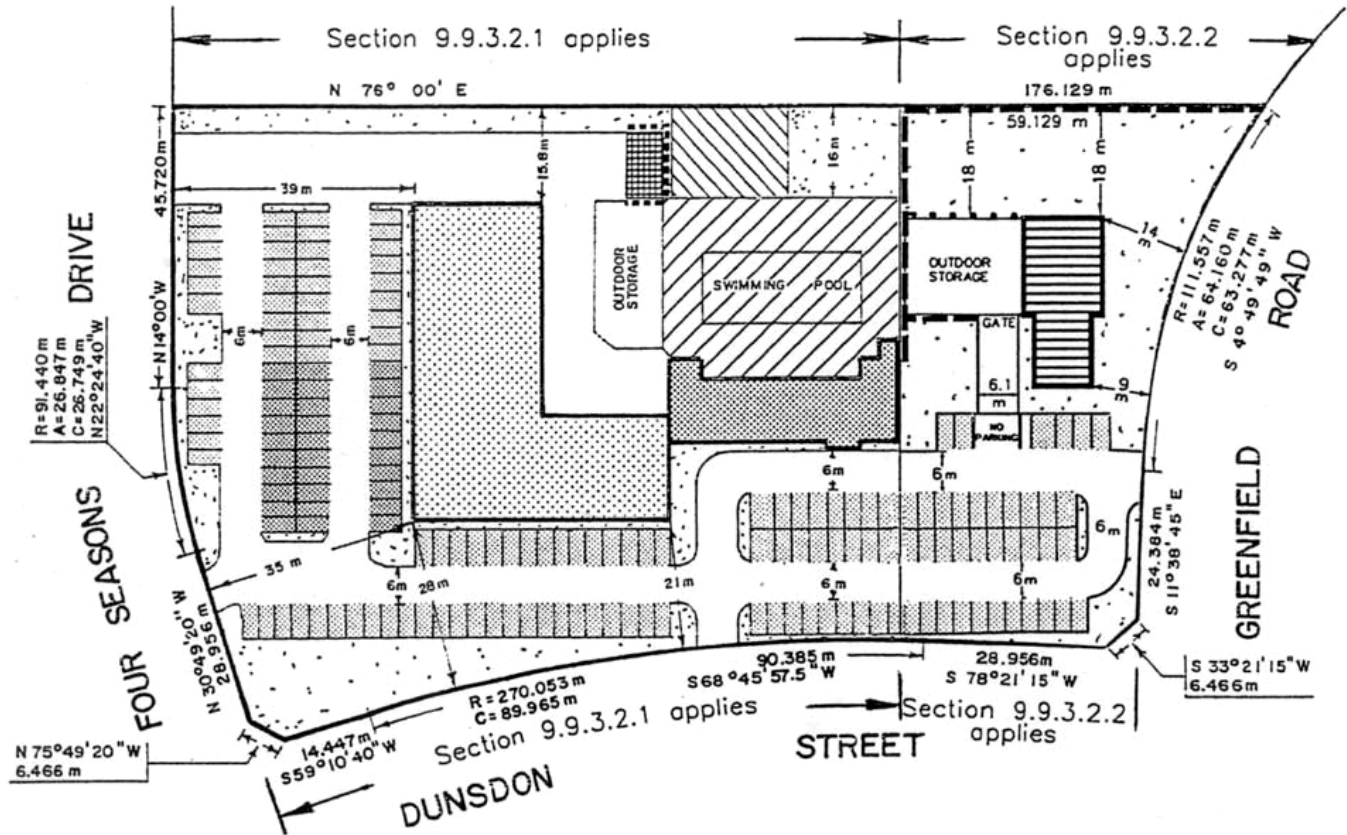 Section 9.9.3.2.1 applies
Section 9.9.3.2.2
applies
N 76° 00' E
176.129 m
59.129 m
45.720m
N14°00'W
39m
15.8m
16m
18 m
18 m
14
m
9
m
OUTDOOR
STORAGE
SWIMMING POOL
OUTDOOR
STORAGE
GATE
6.1
m
NO
PARKING
R=111.557m
A=64.160m
C=63.277m
S 4° 49' 49" W
ROAD
GREENFIELD
DRIVE
SEASONS
FOUR
R=91.440m
A=26.847m
C=26.749m
N22°24'40"W
6m
6m
6m
6m
6m
6m
6m
6m
35 m
28m
21m
24.384m
S 11°38'45"E
N 30°49'20" W
28.956 m
N 75°49'20"W
6.466 m
14.447m
S59°10'40"W
R=270.053m
C=89.965m
90.385m
S68°45'57.5"W
28.956m
S 78°21'15"W
S 33°21'15"W
6.466m
Section 9.9.3.2.1 applies
Section 9.9.3.2.2
applies
DUNSDON
STREET